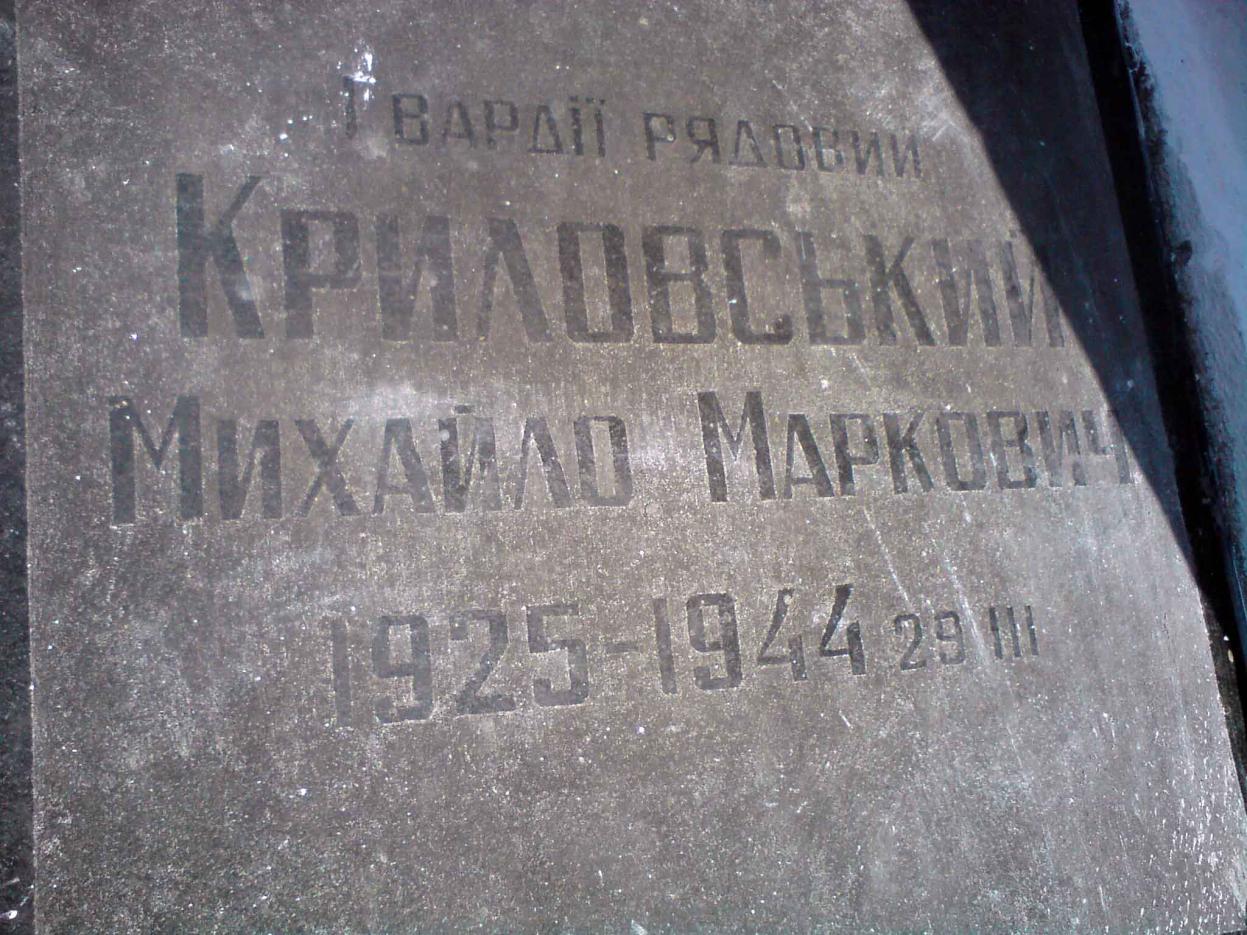 ГВАРДІЇ РЯДОВИЙ
КРИЛОВСЬКИЙ
МИХАЙЛО МАРКОВИЧ
1925-1944 29 III